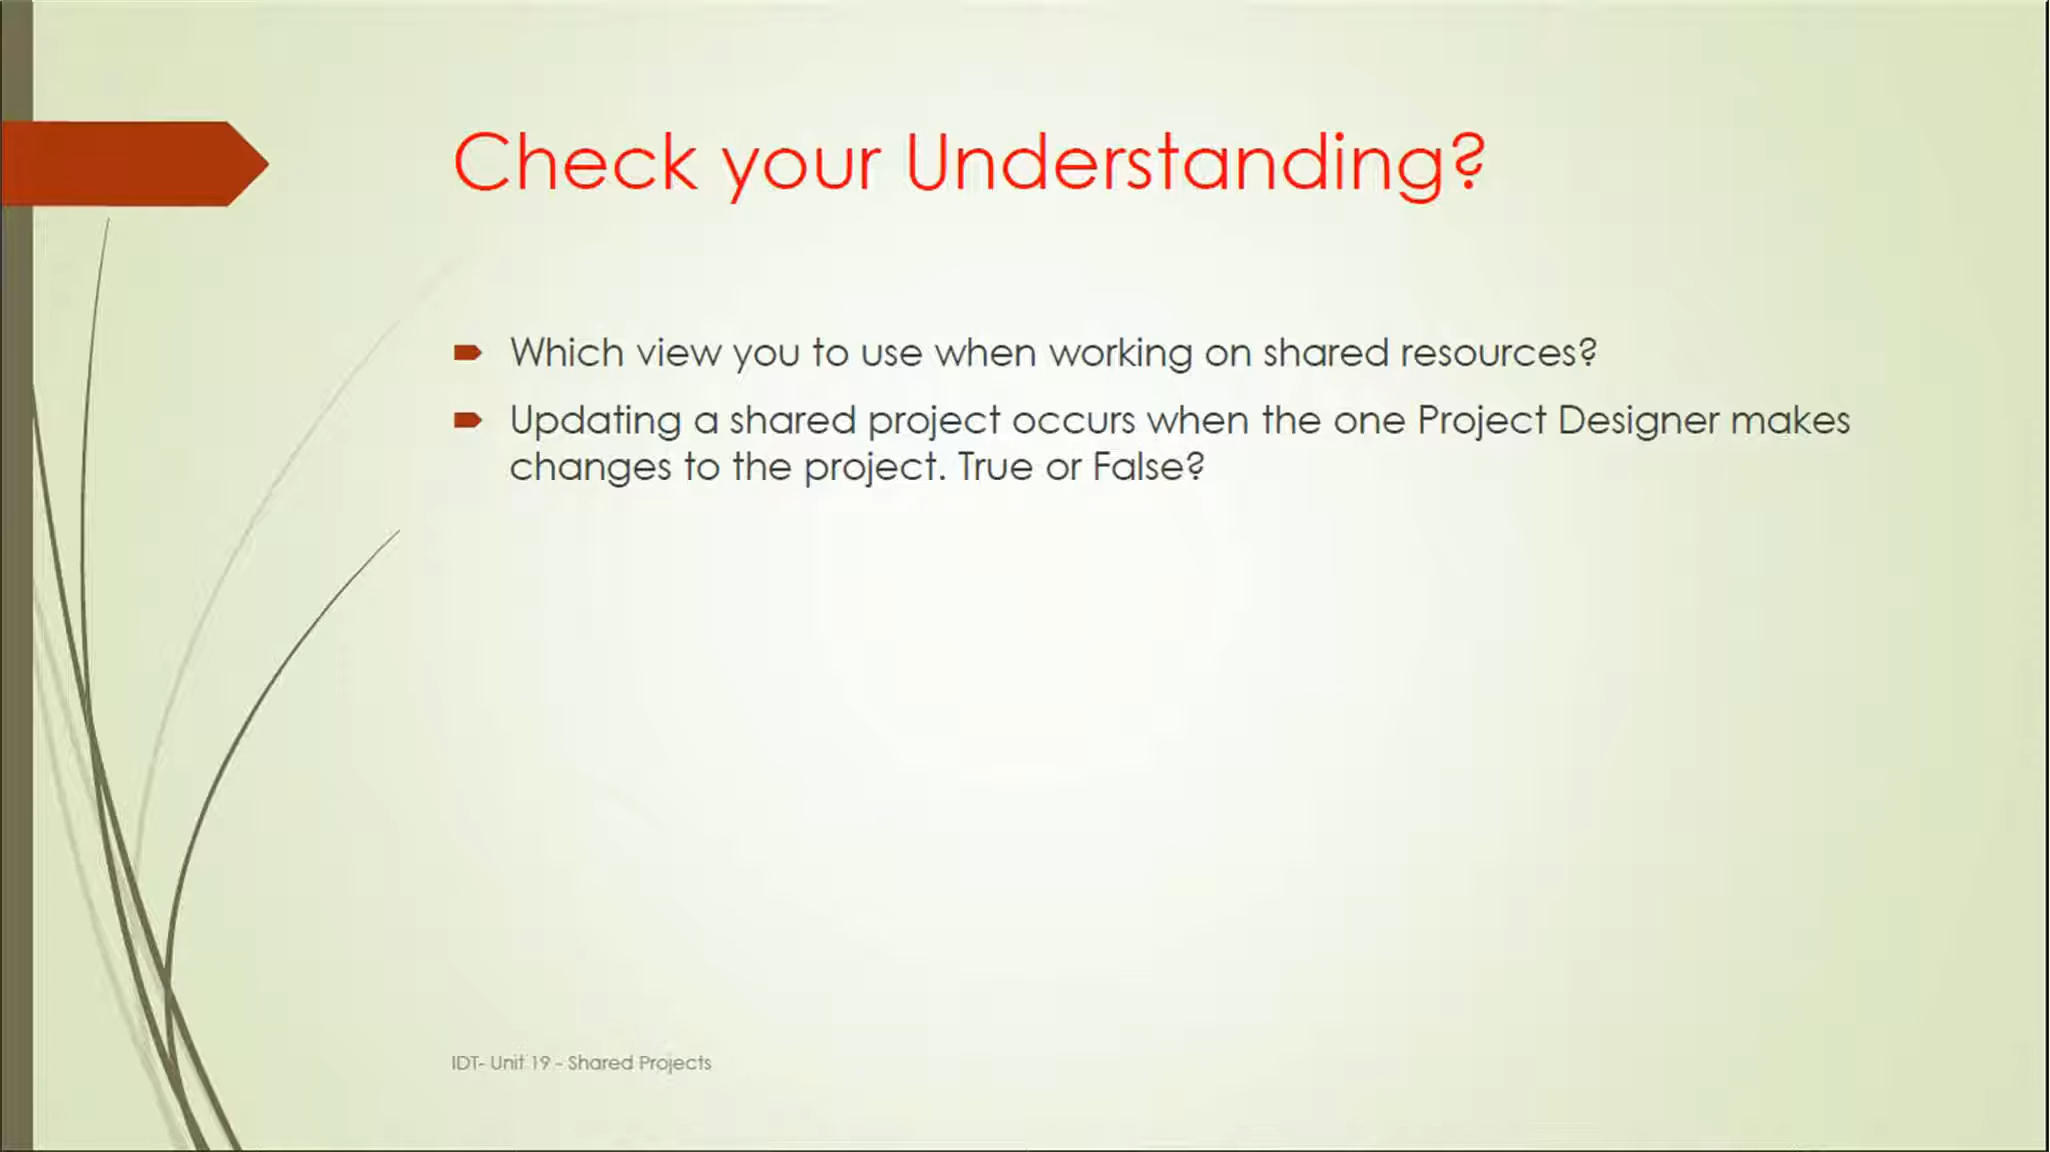 Check your Understanding?
Which view you to use when working on shared resources?
Updating a shared project occurs when the one Project Designer makes
changes to the project. True or False?
IDT- Unit 19 - Shared Projects